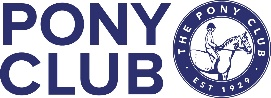 PONY
CLUB
THE PONY CLUB
· EST 1929 ·